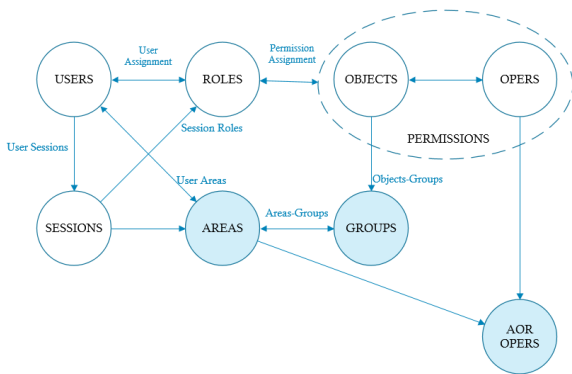 User
Assignment
Permission
Assignment
USERS
ROLES
OBJECTS
OPERS
Session Roles
PERMISSIONS
User Sessions
User Areas
Objects-Groups
Areas-Groups
SESSIONS
AREAS
GROUPS
AOR
OPERS